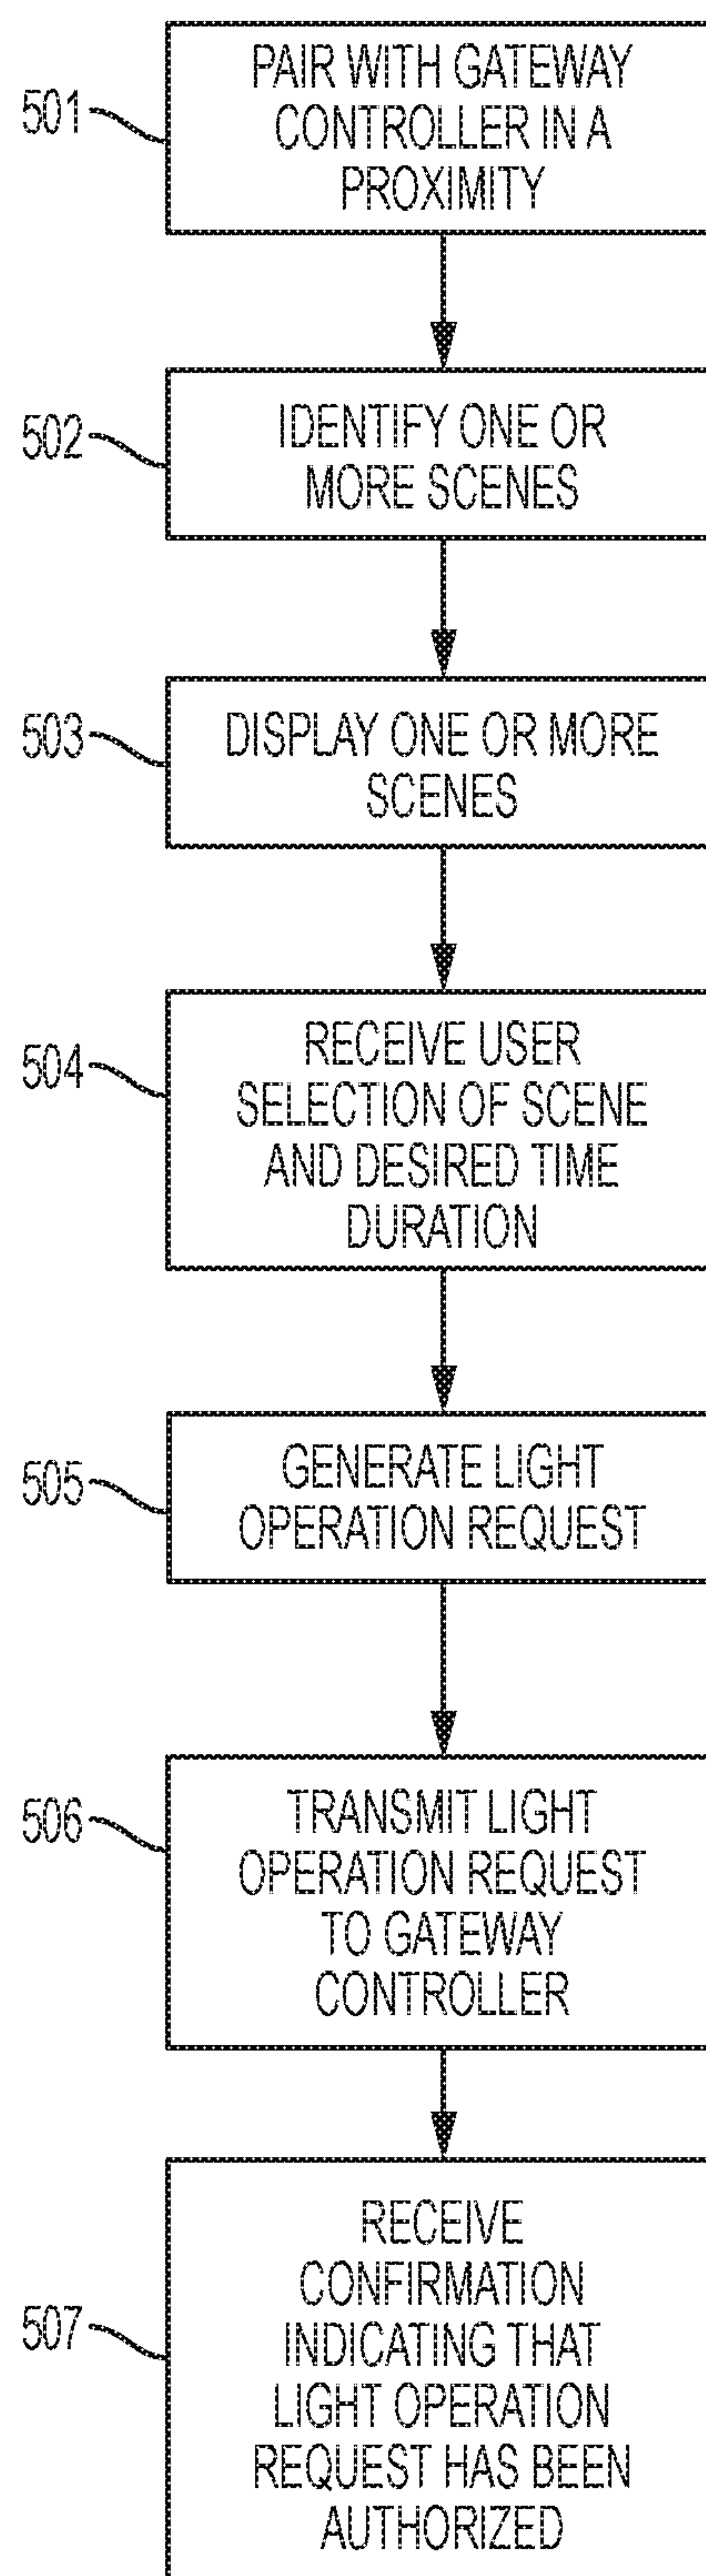 501
PAIR WITH GATEWAY
CONTROLLER IN A
PROXIMITY
502
IDENTIFY ONE OR
MORE SCENES
503
DISPLAY ONE OR MORE
SCENES
504
RECEIVE USER
SELECTION OF SCENE
AND DESIRED TIME
DURATION
505
GENERATE LIGHT
OPERATION REQUEST
506
TRANSMIT LIGHT
OPERATION REQUEST
TO GATEWAY
CONTROLLER
507
RECEIVE
CONFIRMATION
INDICATING THAT
LIGHT OPERATION
REQUEST HAS BEEN
AUTHORIZED